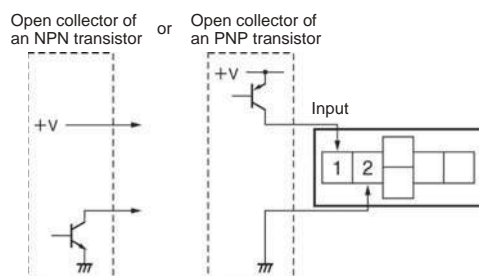 Open collector of
an NPN transistor
or
Open collector of
an PNP transistor
+V
+V
Input
1 2